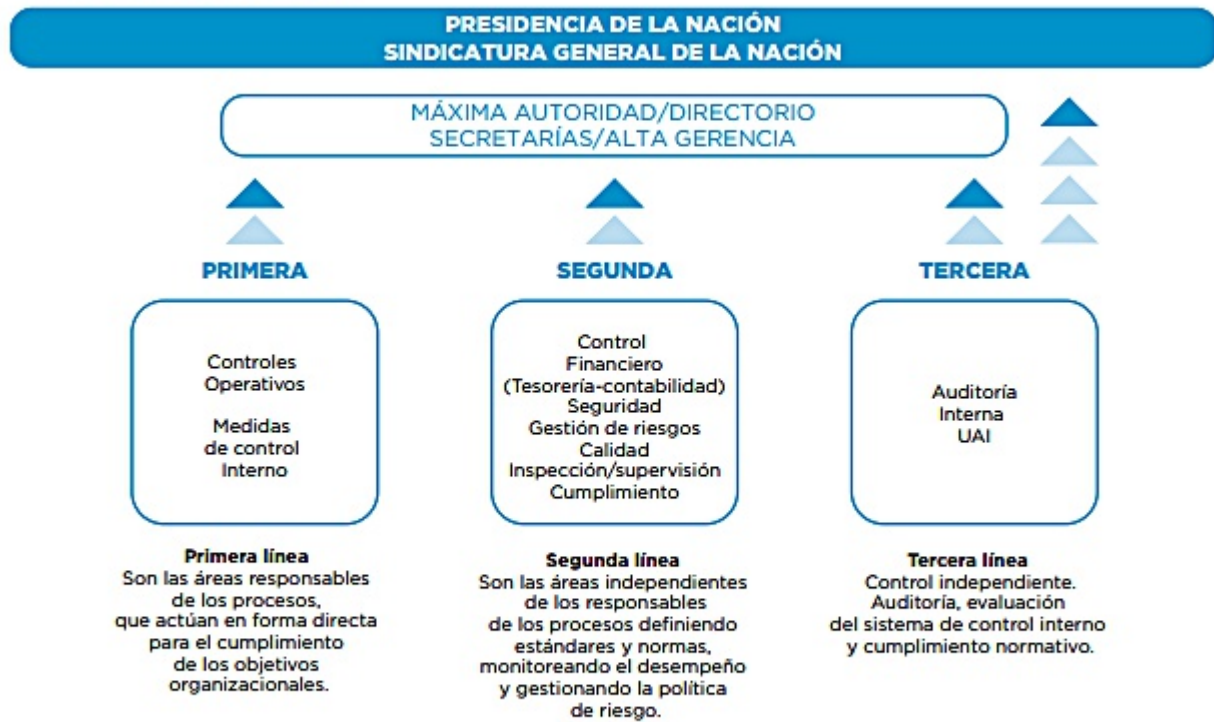 PRESIDENCIA DE LA NACIÓN
SINDICATURA GENERAL DE LA NACIÓN
MÁXIMA AUTORIDAD/DIRECTORIO
SECRETARÍAS/ALTA GERENCIA
PRIMERA
Controles
Operativos
Medidas
de control
Interno
Primera línea
Son las áreas responsables
de los procesos,
que actúan en forma directa
para el cumplimiento
de los objetivos
organizacionales.
SEGUNDA
Control
Financiero
(Tesorería-contabilidad)
Seguridad
Gestión de riesgos
Calidad
Inspección/supervisión
Cumplimiento
Segunda línea
Son las áreas independientes
de los responsables
de los procesos definiendo
estándares y normas,
monitoreando el desempeño
y gestionando la política
de riesgo.
TERCERA
Auditoría
Interna
UAI
Tercera línea
Control independiente.
Auditoría, evaluación
del sistema de control interno
y cumplimiento normativo.